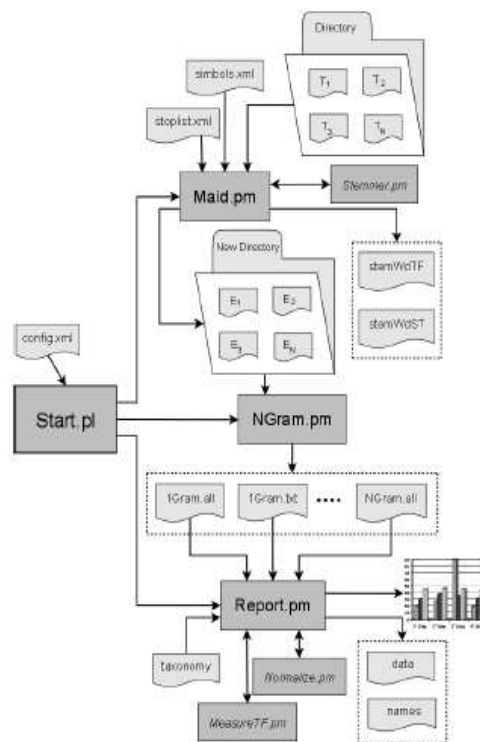 Directory
simbols.xml
T1
T2
stoplist.xml
T3
TN
Maid.pm
Stemmer.pm
New Directory
stemWdTF
E1
E2
stemWdST
config.xml
E3
EN
Start.pl
NGram.pm
1Gram.all
1Gram.txt
NGram.all
Report.pm
taxonomy
Normalize.pm
data
MeasureTF.pm
names